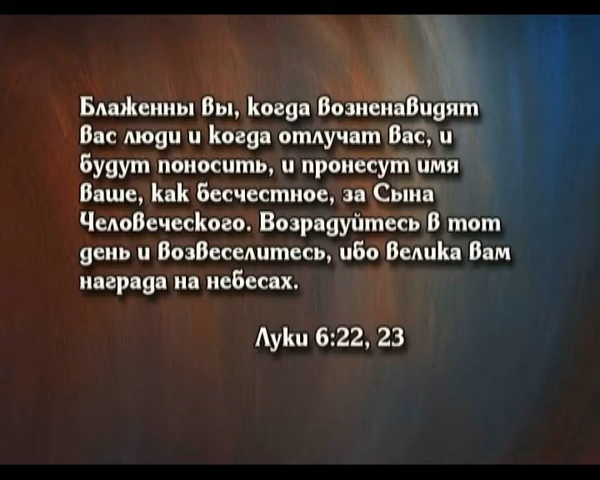 Блаженны вы, когда возненавидят
вас люди и когда отлучат вас, и
будут поносить, и пронесут имя
ваше, как бесчестное, за Сына
Человеческого. Возрадуйтесь в тот
день и возвеселитесь, ибо велика вам
награда на небесах.
Луки 6:22, 23